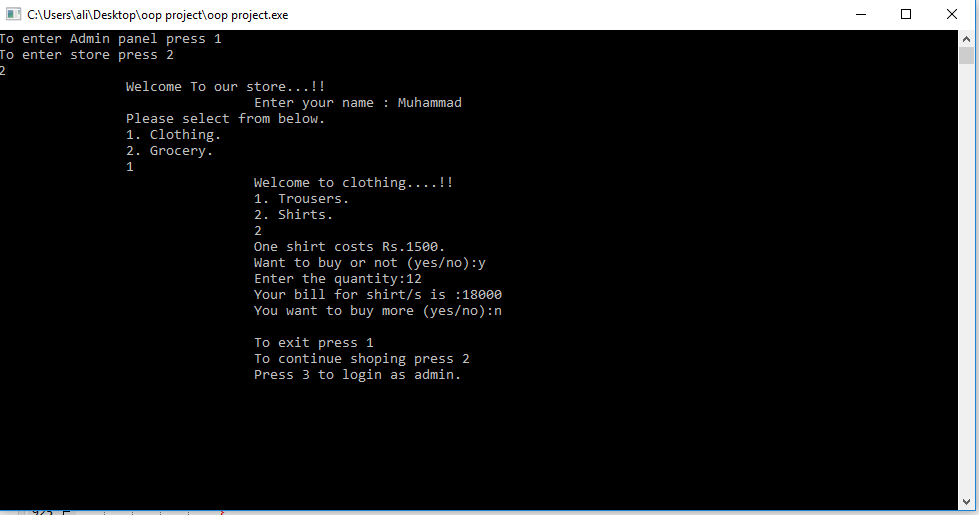 C:\Users\ali\Desktop\oop project\oop project.exe
To enter Admin panel press 1
To enter store press 2
2
Welcome To our store...!!
Enter your name : Muhammad
Please select from below.
1. Clothing.
2. Grocery.
1
Welcome to clothing....!!
1. Trousers.
2. Shirts.
2
One shirt costs Rs.1500.
Want to buy or not (yes/no):y
Enter the quantity:12
Your bill for shirt/s is :18000
You want to buy more (yes/no):n
To exit press 1
To continue shoping press 2
Press 3 to login as admin.